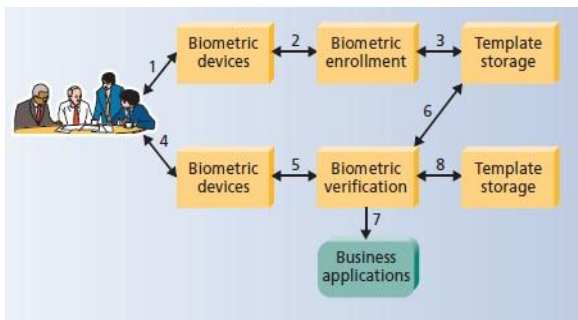 Biometric
devices
2
Biometric
enrollment
3
Template
storage
1
6
4
Biometric
devices
5
Biometric
verification
8
Template
storage
7
Business
applications